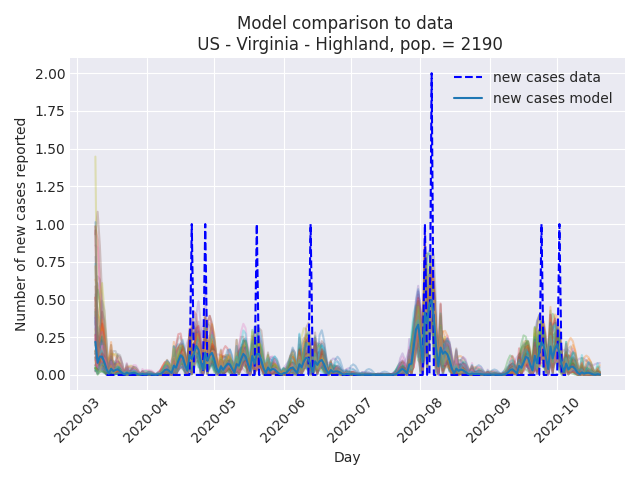 Model comparison to data
US - Virginia - Highland, pop. = 2190
new cases data
new cases model
Number of new cases reported
2.00
1.75
1.50
1.25
1.00
0.75
0.50
0.25
0.00
2020-03
2020-04
2020-05
2020-06
2020-07
2020-08
2020-09
2020-10
Day